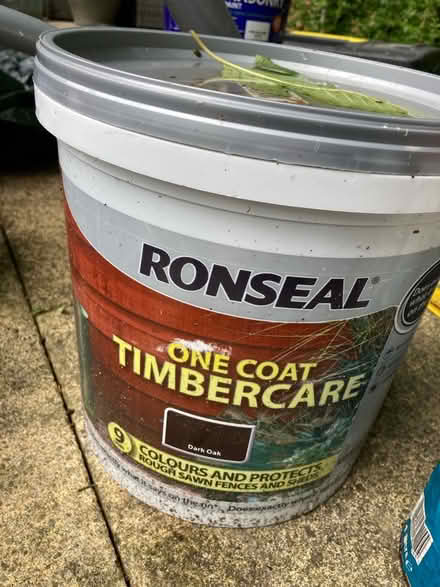 RONSEAL
ONE COAT
TIMBERCARE
Dark Oak
9
COLOURS AND PROTECTS
ROUGH SAWN FENCES AND SHEDS